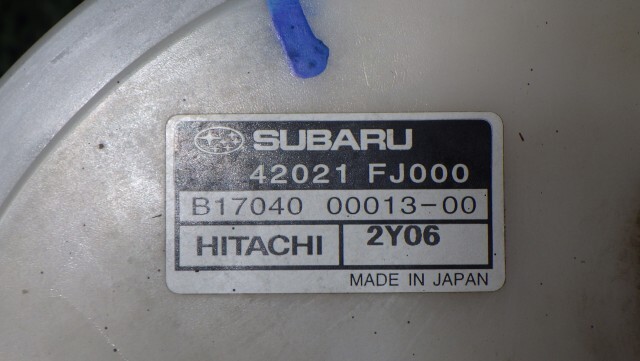 SUBARU
42021 FJ000
B17040 00013-00
HITACHI 2Y06
MADE IN JAPAN